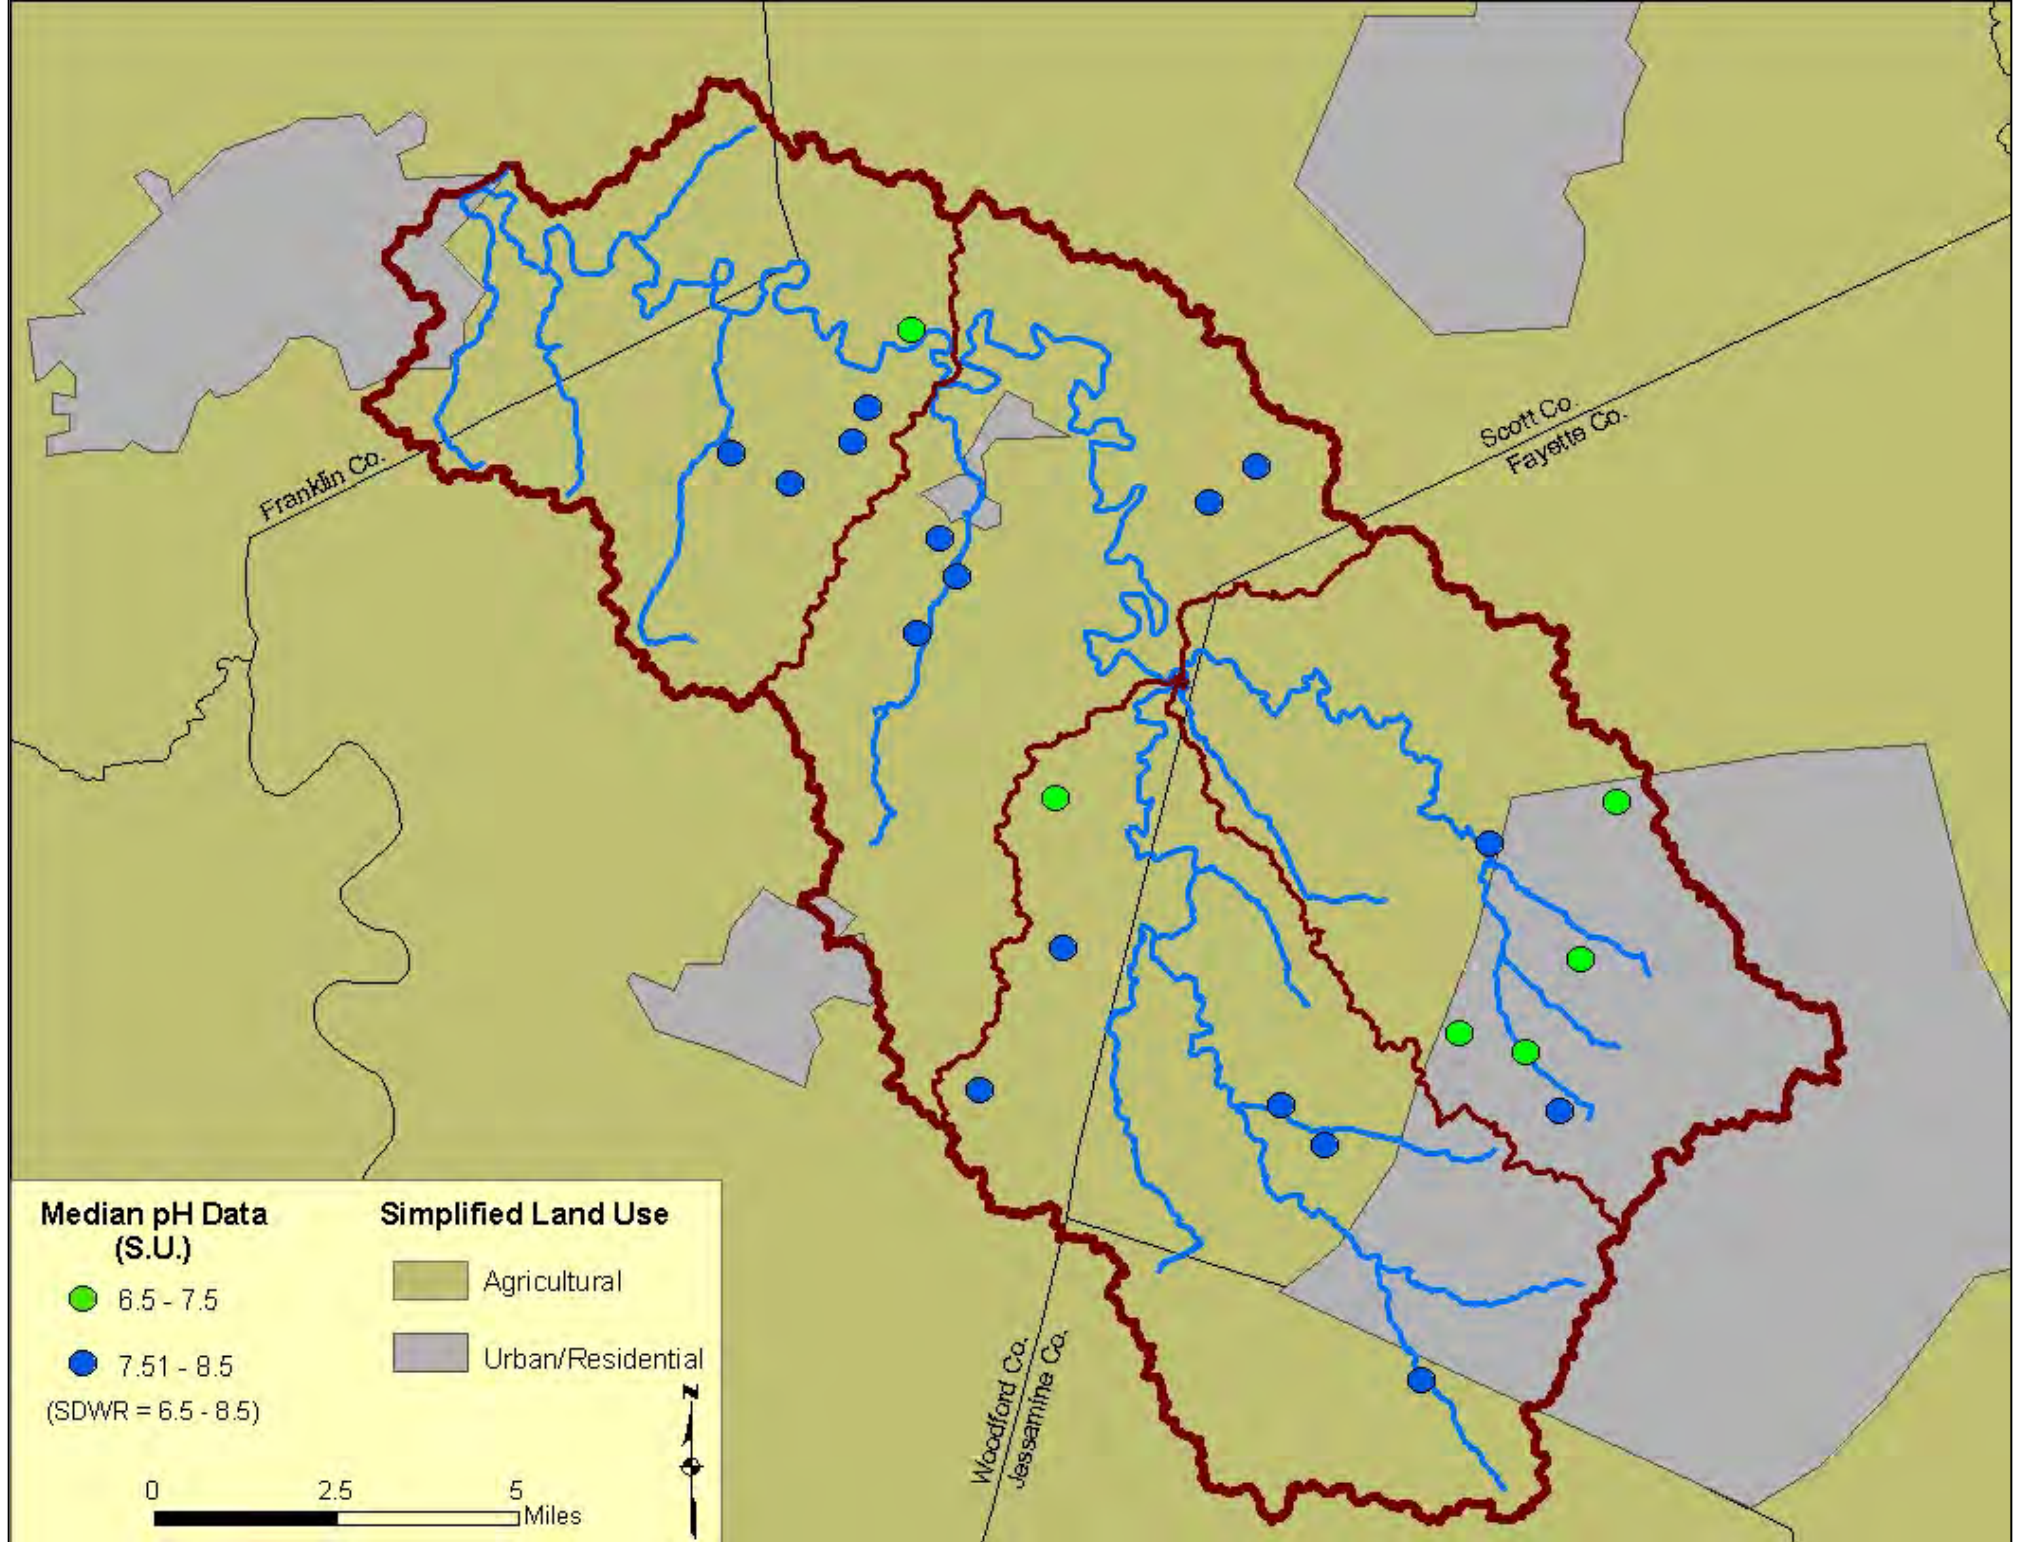 Scott Co.
Fayette Co.
Franklin Co.
Woodford Co.
Jessamine Co.
Median pH Data
(S.U.)
6.5 - 7.5
7.51 - 8.5
(SDWR = 6.5 - 8.5)
Simplified Land Use
Agricultural
Urban/Residential
N
0 2.5 5
Miles